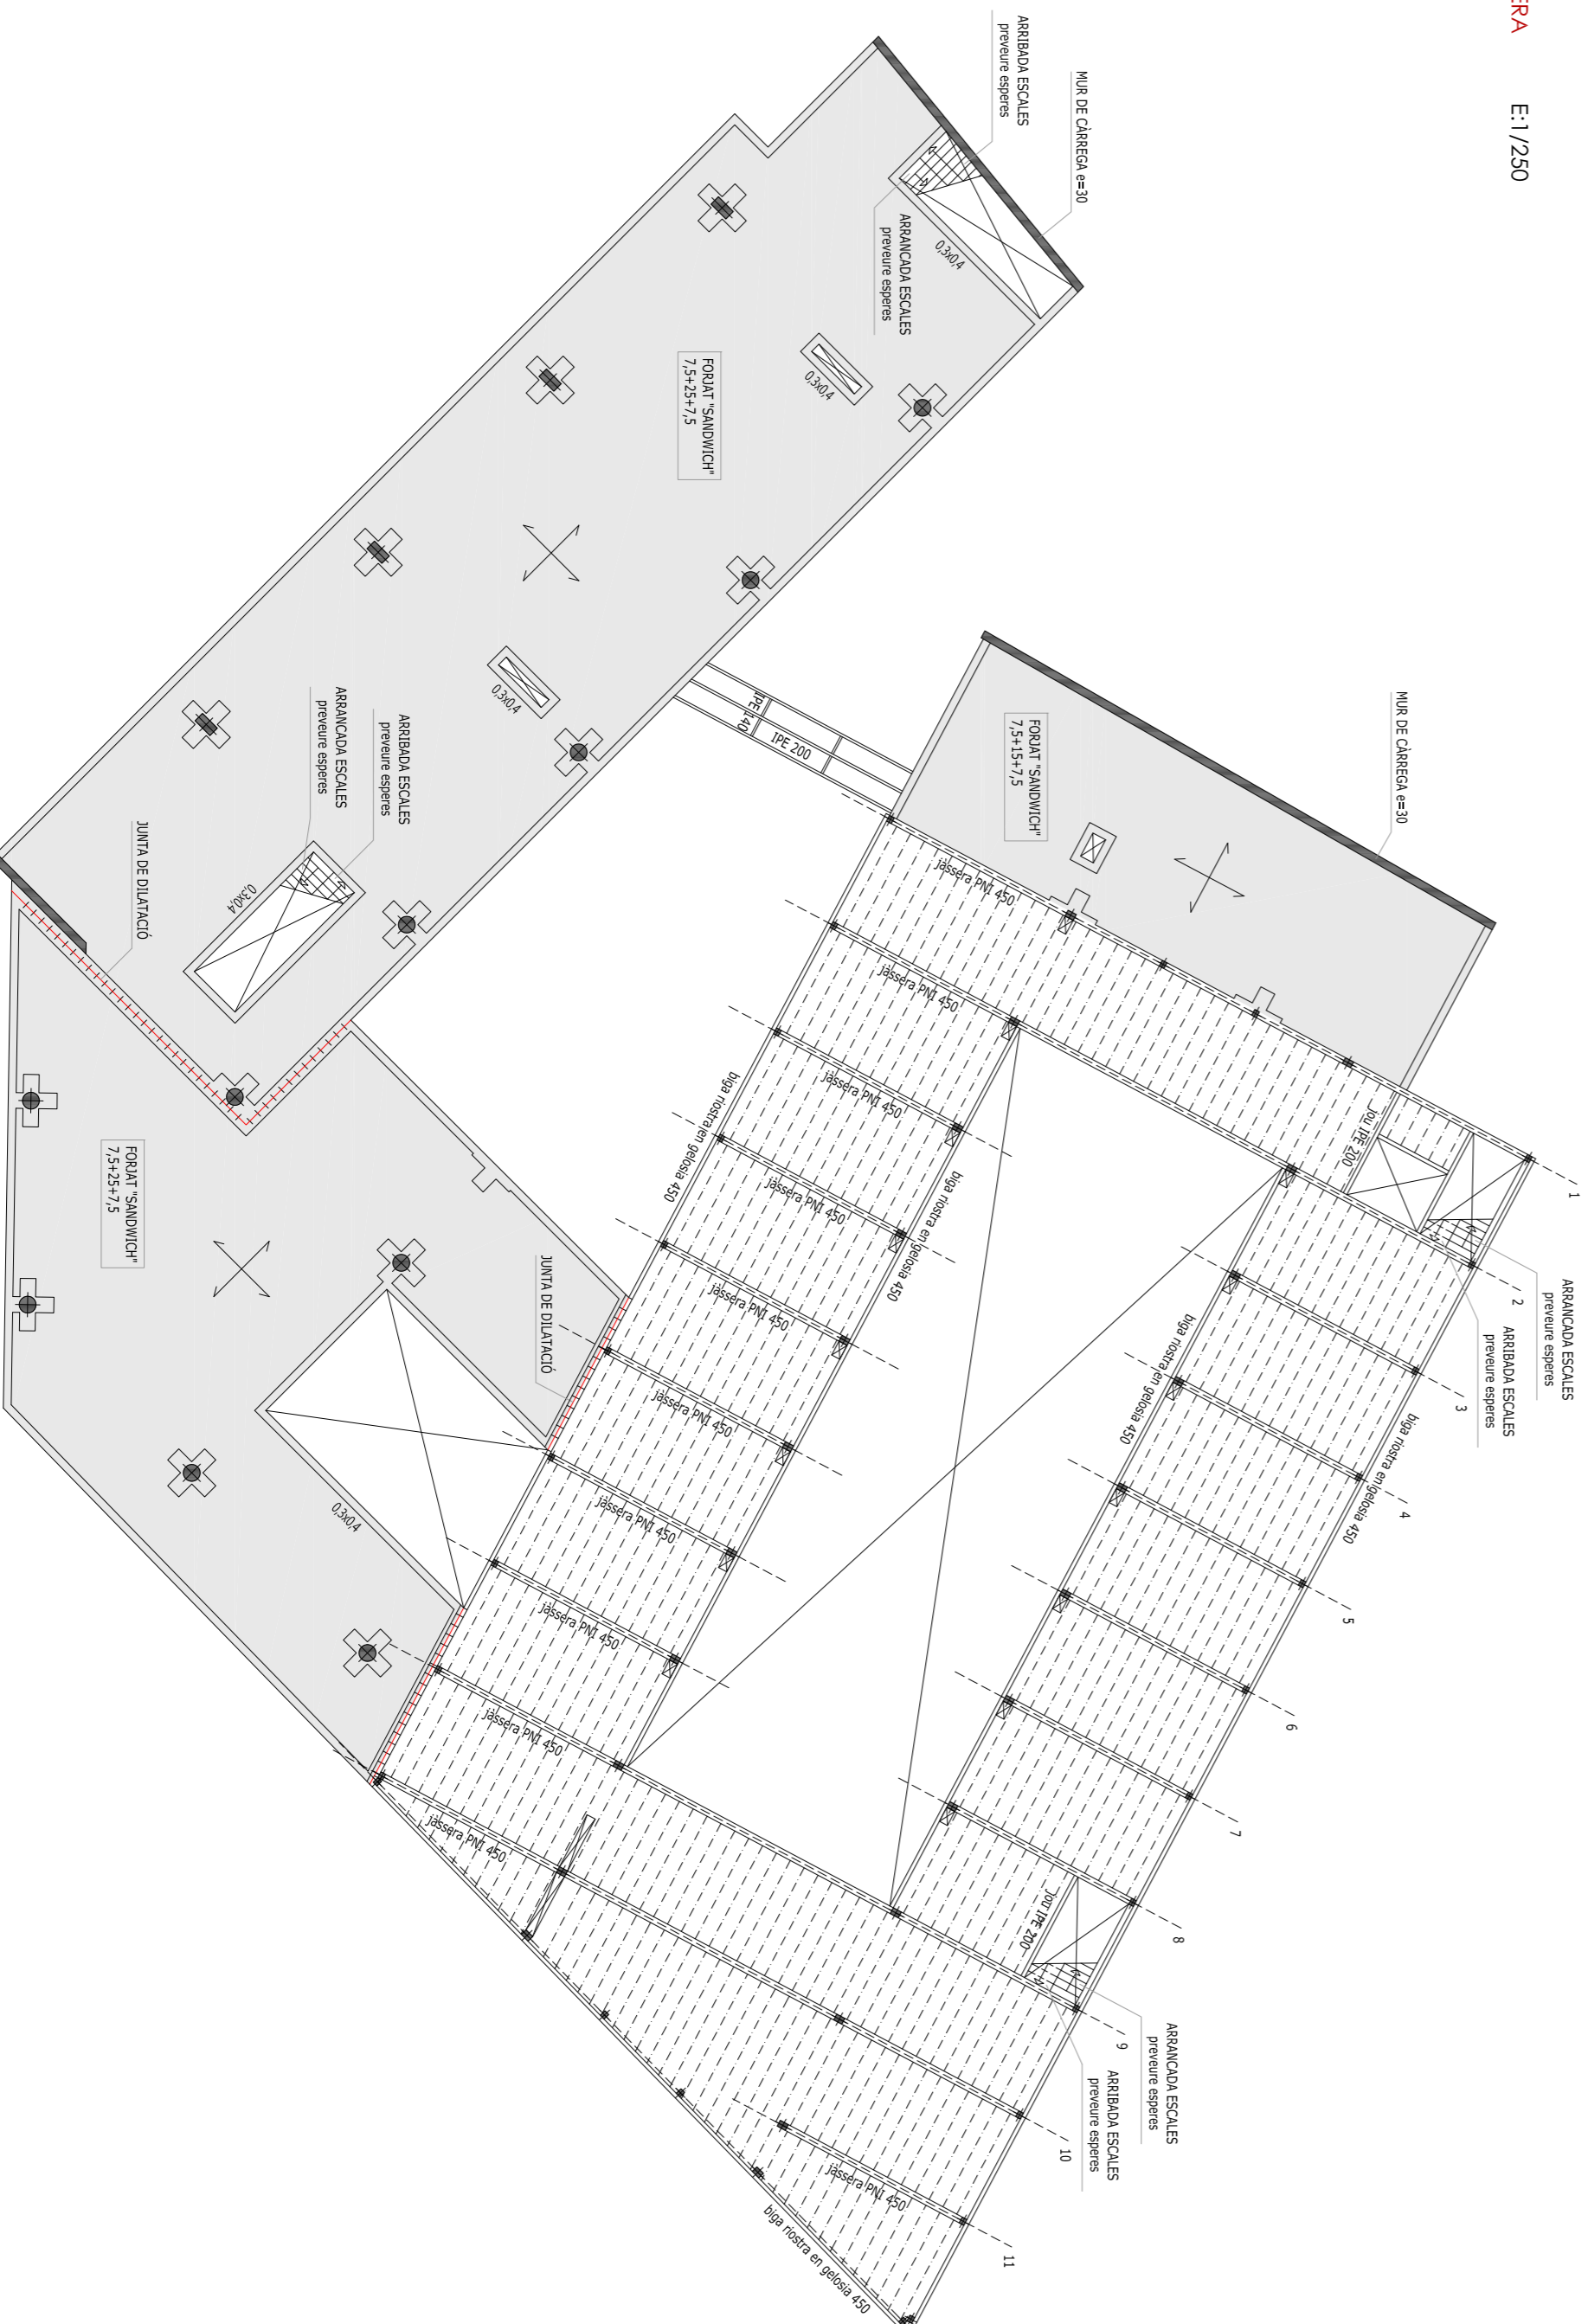 ERA
E:1/250
ARRIBADA ESCALES
preveure esperes
MUR DE CÀRREGA e=30
ARRANCADA ESCALES
preveure esperes
0,3x0,4
0,3x0,4
FORJAT "SANDWICH"
7,5+25+7,5
0,3x0,4
ARRIBADA ESCALES
preveure esperes
ARRANCADA ESCALES
preveure esperes
0,3x0,4
JUNTA DE DILATACIÓ
IPE 140
IPE 200
MUR DE CÀRREGA e=30
FORJAT "SANDWICH"
7,5+15+7,5
FORJAT "SANDWICH"
7,5+25+7,5
JUNTA DE DILATACIÓ
0,3x0,4
jàssera PNI 450
jàssera PNI 450
jàssera PNI 450
jàssera PNI 450
jàssera PNI 450
jàssera PNI 450
jàssera PNI 450
jàssera PNI 450
jàssera PNI 450
jàssera PNI 450
jàssera PNI 450
biga riostra en gelosia 450
biga riostra en gelosia 450
biga riostra en gelosia 450
biga riostra en gelosia 450
biga riostra en gelosia 450
jou IPE 200
jou IPE 200
ARRANCADA ESCALES
preveure esperes
ARRIBADA ESCALES
preveure esperes
ARRANCADA ESCALES
preveure esperes
ARRIBADA ESCALES
preveure esperes
1
2
3
4
5
6
7
8
9
10
11